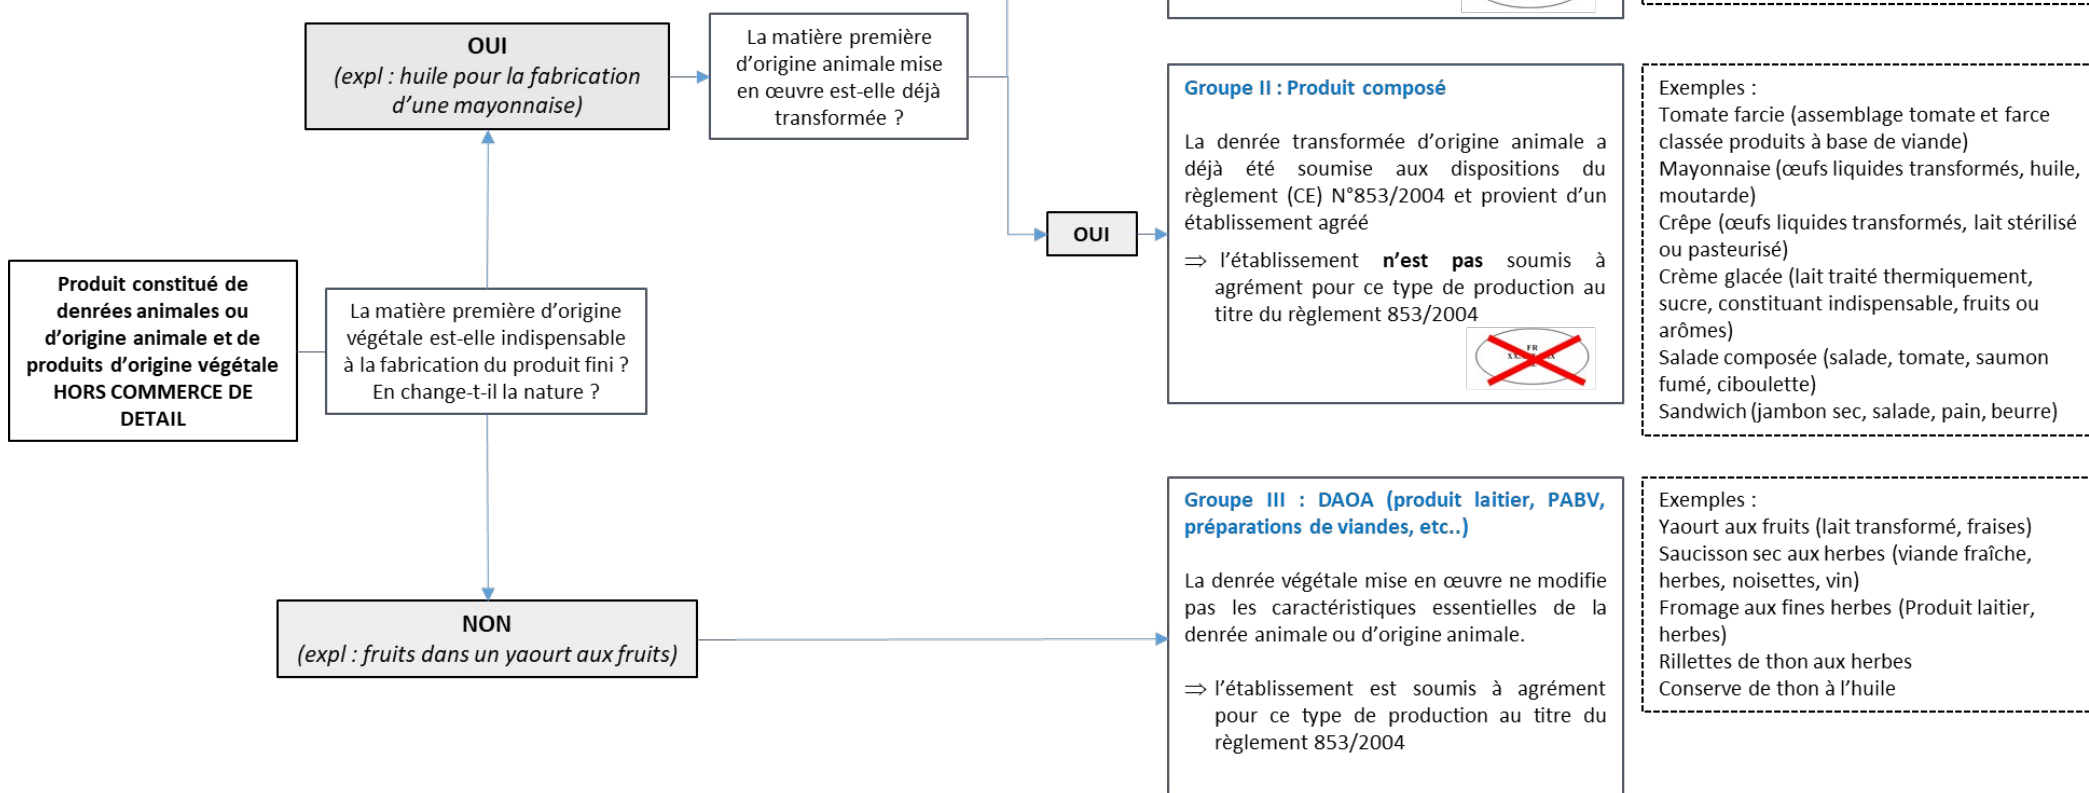 OUI
(expl : huile pour la fabrication
d’une mayonnaise)
La matière première
d’origine animale mise
en œuvre est-elle déjà
transformée ?
Groupe II : Produit composé
La denrée transformée d’origine animale a
déjà été soumise aux dispositions du
règlement (CE) N°853/2004 et provient d’un
établissement agréé
⇒ l’établissement n’est pas soumis à
agrément pour ce type de production au
titre du règlement 853/2004
FR
Exemples :
Tomate farcie (assemblage tomate et farce
classée produits à base de viande)
Mayonnaise (œufs liquides transformés, huile,
moutarde)
Crêpe (œufs liquides transformés, lait stérilisé
ou pasteurisé)
Crème glacée (lait traité thermiquement,
sucre, constituant indispensable, fruits ou
arômes)
Salade composée (salade, tomate, saumon
fumé, ciboulette)
Sandwich (jambon sec, salade, pain, beurre)
OUI
Produit constitué de
denrées animales ou
d’origine animale et de
produits d’origine végétale
HORS COMMERCE DE
DETAIL
La matière première d’origine
végétale est-elle indispensable
à la fabrication du produit fini ?
En change-t-il la nature ?
NON
(expl : fruits dans un yaourt aux fruits)
Groupe III : DAOA (produit laitier, PABV,
préparations de viandes, etc..)
La denrée végétale mise en œuvre ne modifie
pas les caractéristiques essentielles de la
denrée animale ou d’origine animale.
⇒ l’établissement est soumis à agrément
pour ce type de production au titre du
règlement 853/2004
Exemples :
Yaourt aux fruits (lait transformé, fraises)
Saucisson sec aux herbes (viande fraîche,
herbes, noisettes, vin)
Fromage aux fines herbes (Produit laitier,
herbes)
Rillettes de thon aux herbes
Conserve de thon à l’huile